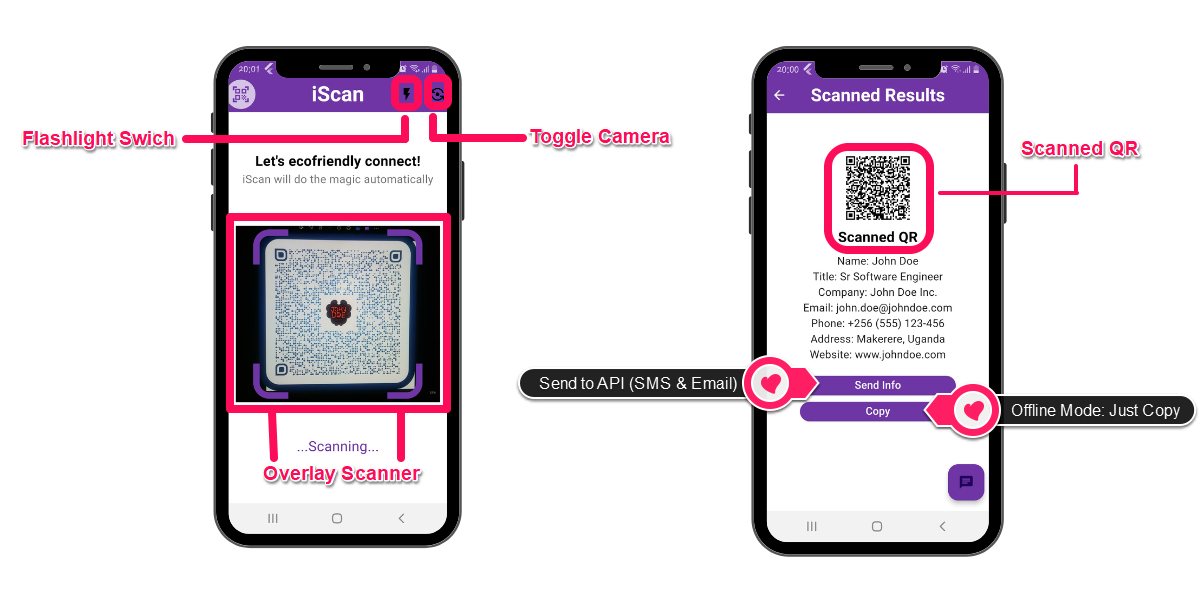 20:01
iScan
Flashlight Swich
Toggle Camera
Let's ecofriendly connect!
iScan will do the magic automatically
...Scanning...
Overlay Scanner
20:00
Scanned Results
Scanned QR
Scanned QR
Name: John Doe
Title: Sr Software Engineer
Company: John Doe Inc.
Email: john.doe@johndoe.com
Phone: +256 (555) 123-456
Address: Makerere, Uganda
Website: www.johndoe.com
Send to API (SMS & Email)
Send Info
Copy
Offline Mode: Just Copy